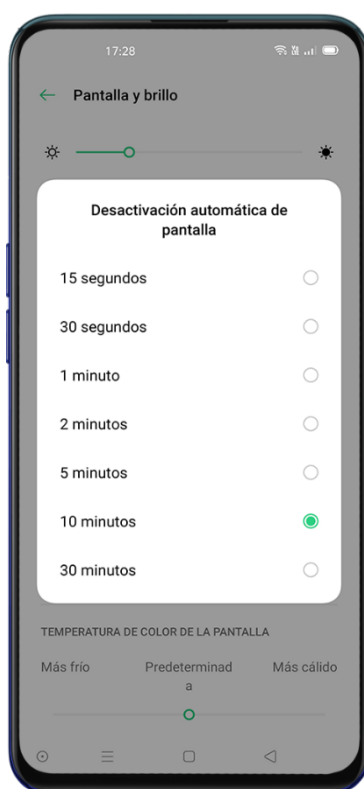 17:28
Pantalla y brillo
Desactivación automática de
pantalla
15 segundos
30 segundos
1 minuto
2 minutos
5 minutos
10 minutos
30 minutos
TEMPERATURA DE COLOR DE LA PANTALLA
Más frío Predeterminad Más cálido
a